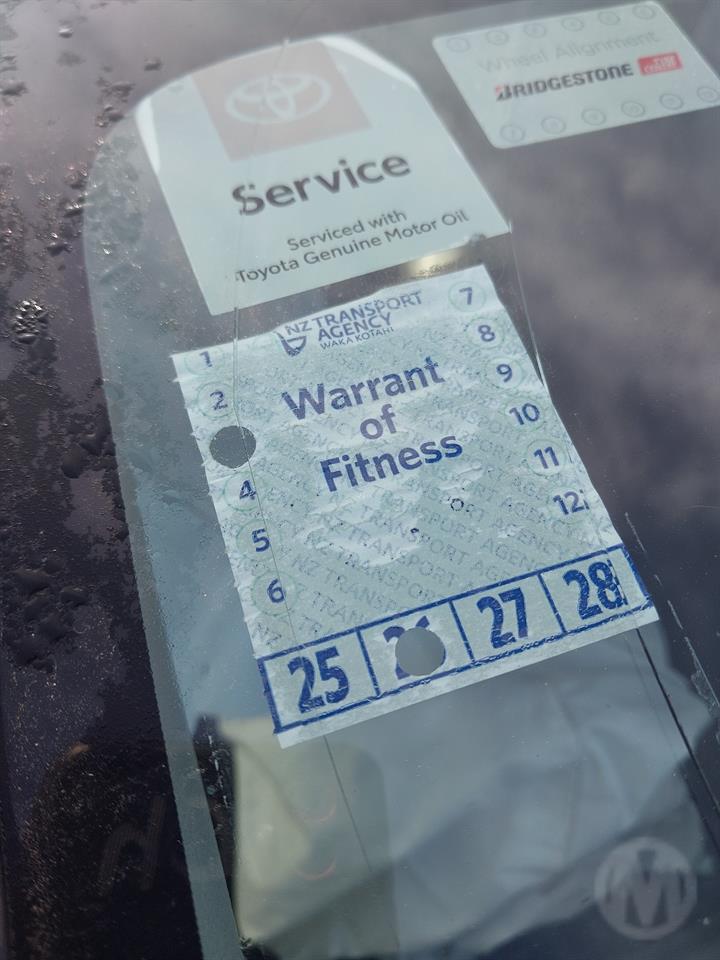 Wheel Alignment
BRIDGESTONE
Service
Serviced with
Toyota Genuine Motor Oil
NZ TRANSPORT
AGENCY
WAKA KOTAHI
Warrant
of
Fitness
1
2
4
5
6
7
8
9
10
11
12
25 27 28